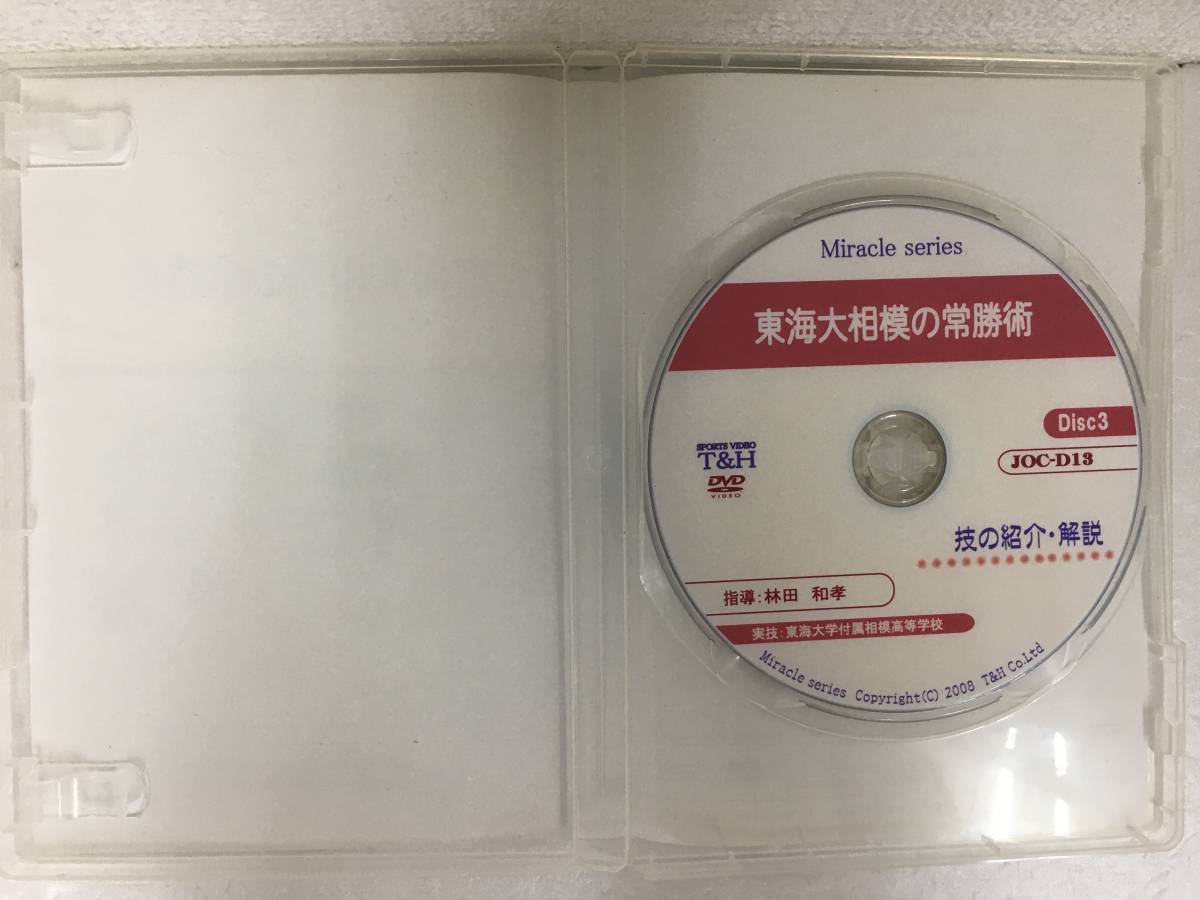 Miracle series
東海大相模の常勝術
Disc3
JOC-D13
SPORTS VIDEO
T&H
DVD
VIDEO
技の紹介・解説
指導:林田 和孝
実技:東海大学付属相模高等学校
Miracle series Copyright(C) 2008 T&H Co.Ltd